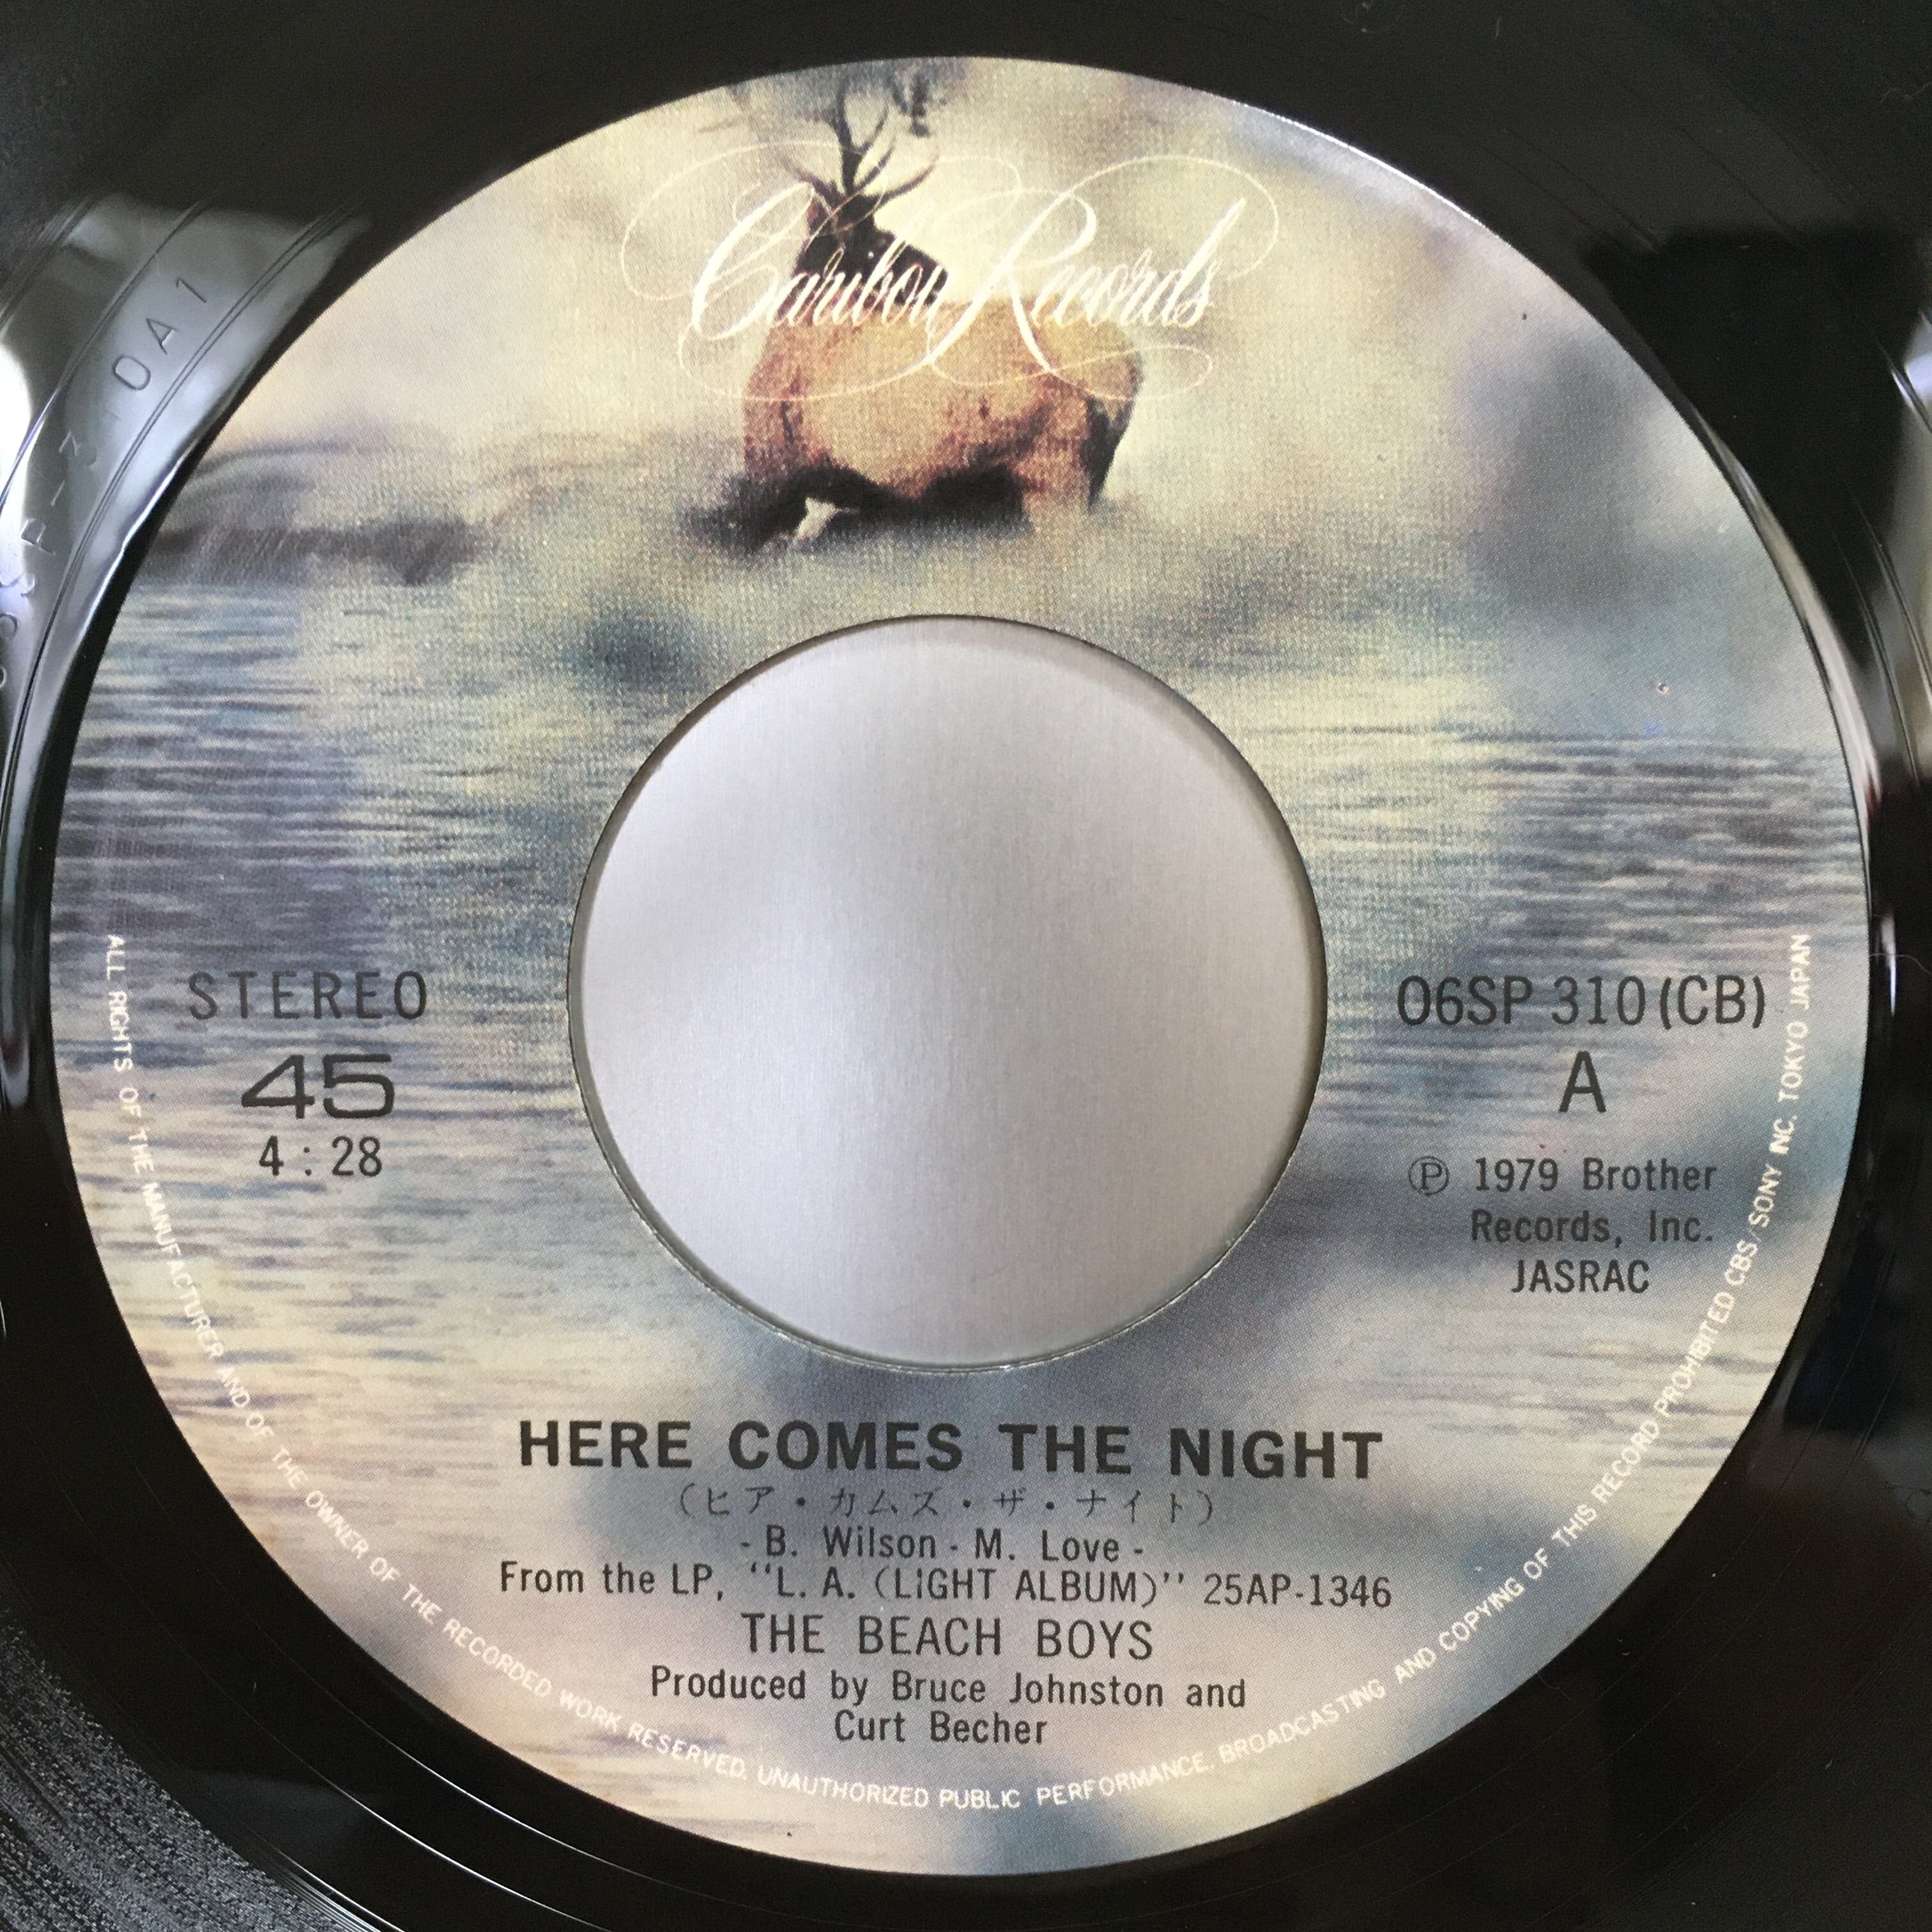 Caribou Records
STEREO
45
4:28
06SP 310(CB)
A
Ⓟ 1979 Brother
Records, Inc.
JASRAC
HERE COMES THE NIGHT
(ヒア・カムズ・ザ・ナイト)
- B. Wilson - M. Love -
From the LP, "L. A. (LIGHT ALBUM)" 25AP-1346
THE BEACH BOYS
Produced by Bruce Johnston and
Curt Becher
ALL RIGHTS OF THE MANUFACTURER AND OF THE OWNER OF THE RECORDED WORK RESERVED. UNAUTHORIZED PUBLIC PERFORMANCE, BROADCASTING AND COPYING OF THIS RECORD PROHIBITED CBS/SONY INC. TOKYO JAPAN